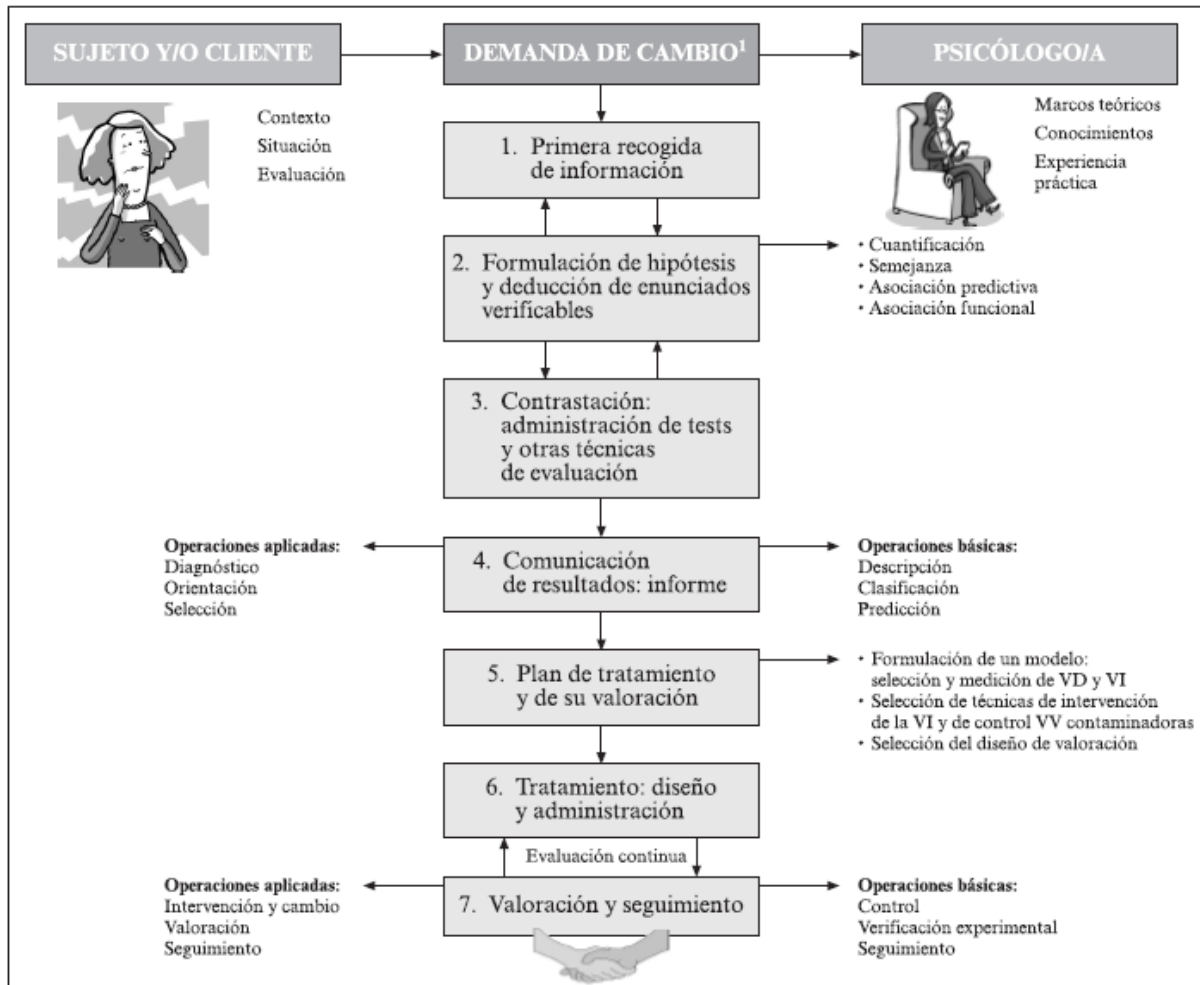 SUJETO Y/O CLIENTE
DEMANDA DE CAMBIO¹
PSICÓLOGO/A
Contexto
Situación
Evaluación
Marcos teóricos
Conocimientos
Experiencia
práctica
1. Primera recogida
de información
2. Formulación de hipótesis
y deducción de enunciados
verificables
• Cuantificación
• Semejanza
• Asociación predictiva
• Asociación funcional
3. Contrastación:
administración de tests
y otras técnicas
de evaluación
Operaciones aplicadas:
Diagnóstico
Orientación
Selección
4. Comunicación
de resultados: informe
Operaciones básicas:
Descripción
Clasificación
Predicción
5. Plan de tratamiento
y de su valoración
• Formulación de un modelo:
selección y medición de VD y VI
• Selección de técnicas de intervención
de la VI y de control VV contaminadoras
• Selección del diseño de valoración
6. Tratamiento: diseño
y administración
Evaluación continua
Operaciones aplicadas:
Intervención y cambio
Valoración
Seguimiento
7. Valoración y seguimiento
Operaciones básicas:
Control
Verificación experimental
Seguimiento